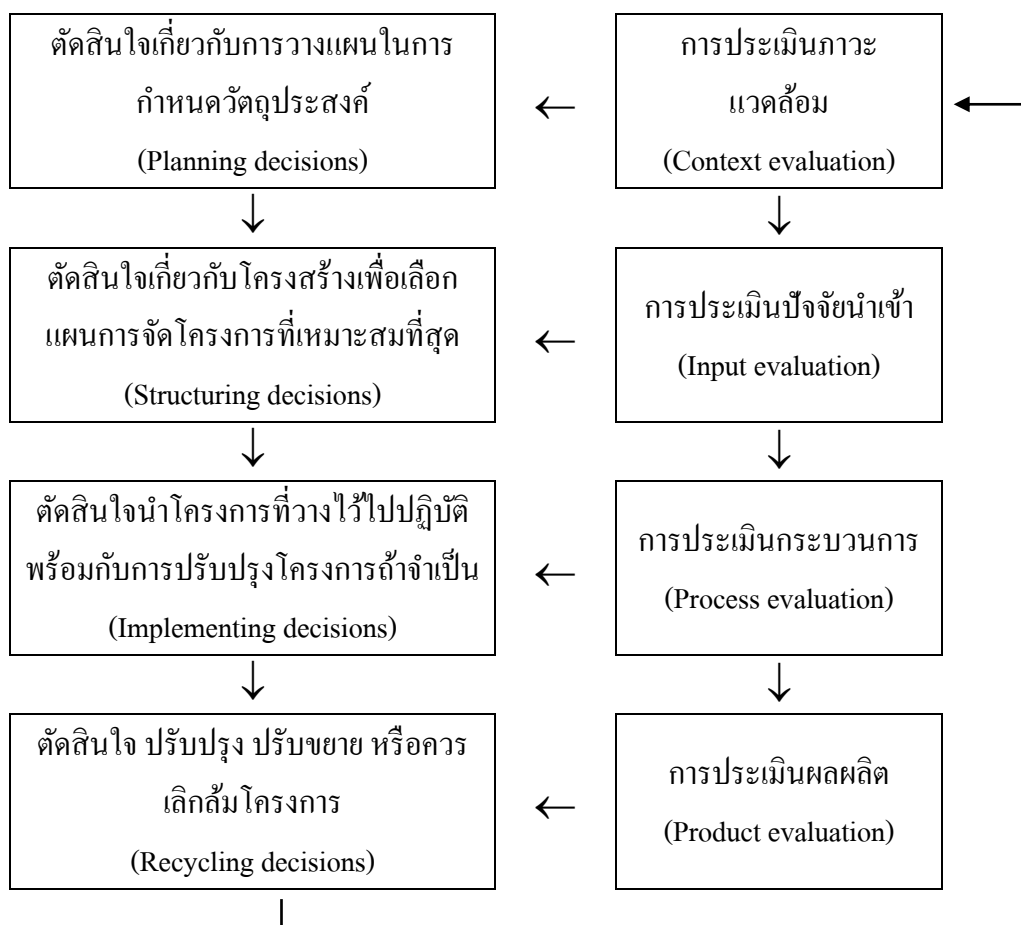 ตัดสินใจเกี่ยวกับการวางแผนในการ
กำหนดวัตถุประสงค์
(Planning decisions)
การประเมินภาวะ
แวดล้อม
(Context evaluation)
ตัดสินใจเกี่ยวกับโครงสร้างเพื่อเลือก
แผนการจัดโครงการที่เหมาะสมที่สุด
(Structuring decisions)
การประเมินปัจจัยนำเข้า
(Input evaluation)
ตัดสินใจนำโครงการที่วางไว้ไปปฏิบัติ
พร้อมกับการปรับปรุงโครงการถ้าจำเป็น
(Implementing decisions)
การประเมินกระบวนการ
(Process evaluation)
ตัดสินใจ ปรับปรุง ปรับขยาย หรือควร
เลิกล้มโครงการ
(Recycling decisions)
การประเมินผลผลิต
(Product evaluation)